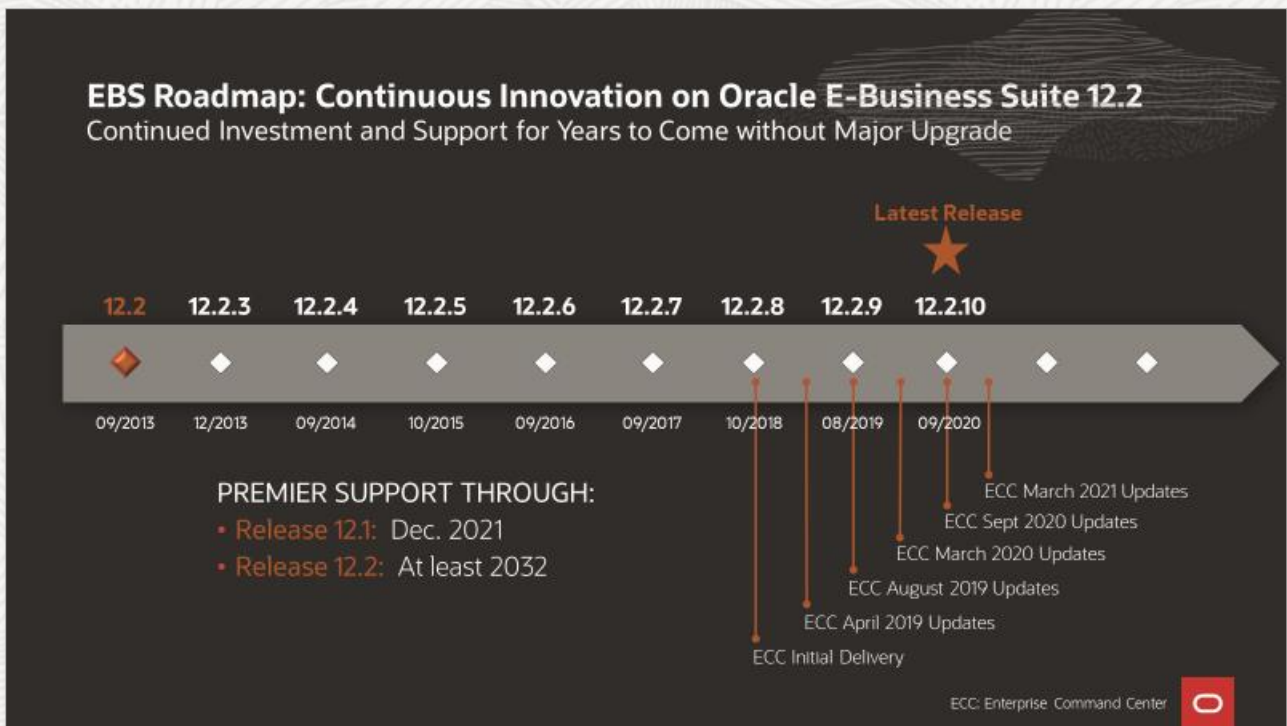 EBS Roadmap: Continuous Innovation on Oracle E-Business Suite 12.2
Continued Investment and Support for Years to Come without Major Upgrade
Latest Release
12.2 12.2.3 12.2.4 12.2.5 12.2.6 12.2.7 12.2.8 12.2.9 12.2.10
09/2013 12/2013 09/2014 10/2015 09/2016 09/2017 10/2018 08/2019 09/2020
PREMIER SUPPORT THROUGH:
• Release 12.1: Dec. 2021
• Release 12.2: At least 2032
ECC March 2021 Updates
ECC Sept 2020 Updates
ECC March 2020 Updates
ECC August 2019 Updates
ECC April 2019 Updates
ECC Initial Delivery
ECC: Enterprise Command Center